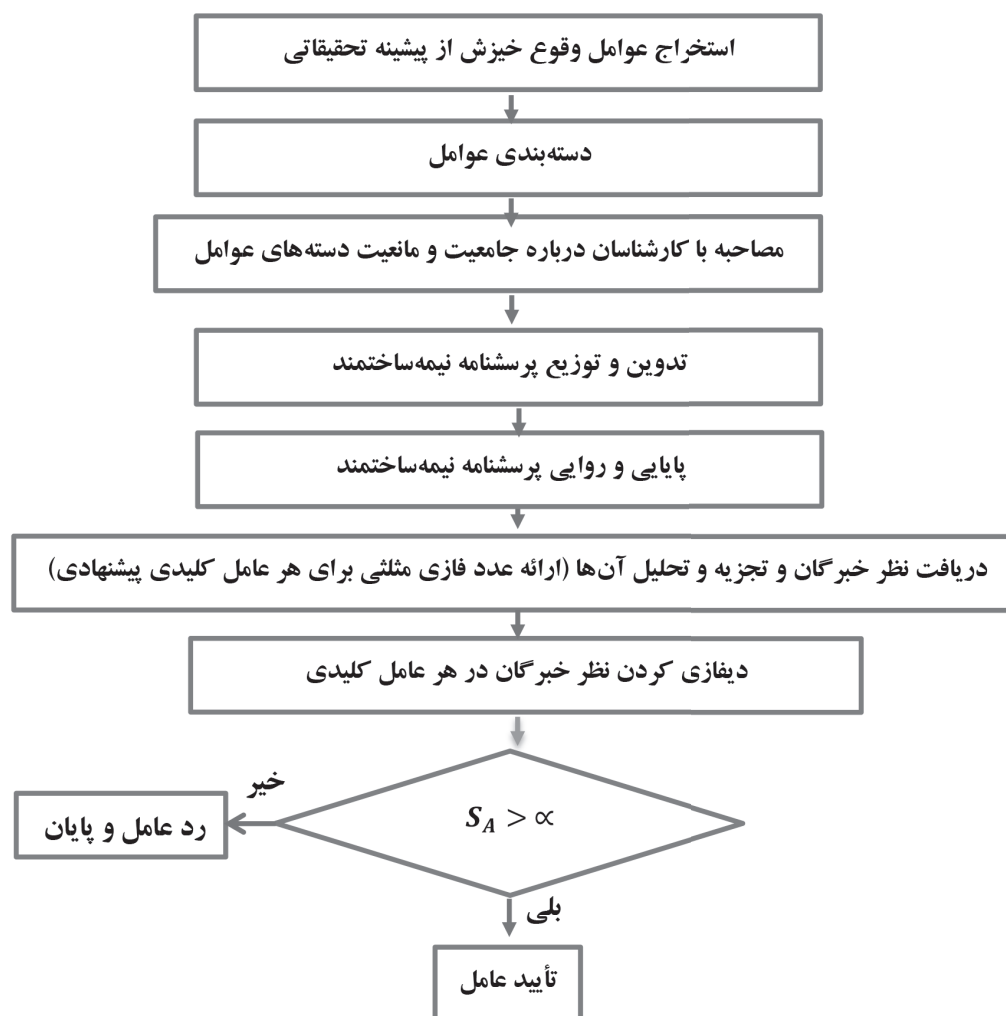 استخراج عوامل وقوع خیزش از پیشینه تحقیقاتی
دسته‌بندی عوامل
مصاحبه با کارشناسان درباره جامعیت و مانعیت دسته‌های عوامل
تدوین و توزیع پرسشنامه نیمه‌ساختمند
پایایی و روایی پرسشنامه نیمه‌ساختمند
دریافت نظر خبرگان و تجزیه و تحلیل آن‌ها (ارائه عدد فازی مثلثی برای هر عامل کلیدی پیشنهادی)
دیفازی کردن نظر خبرگان در هر عامل کلیدی
S_A > ∝
خیر
رد عامل و پایان
بلی
تأیید عامل